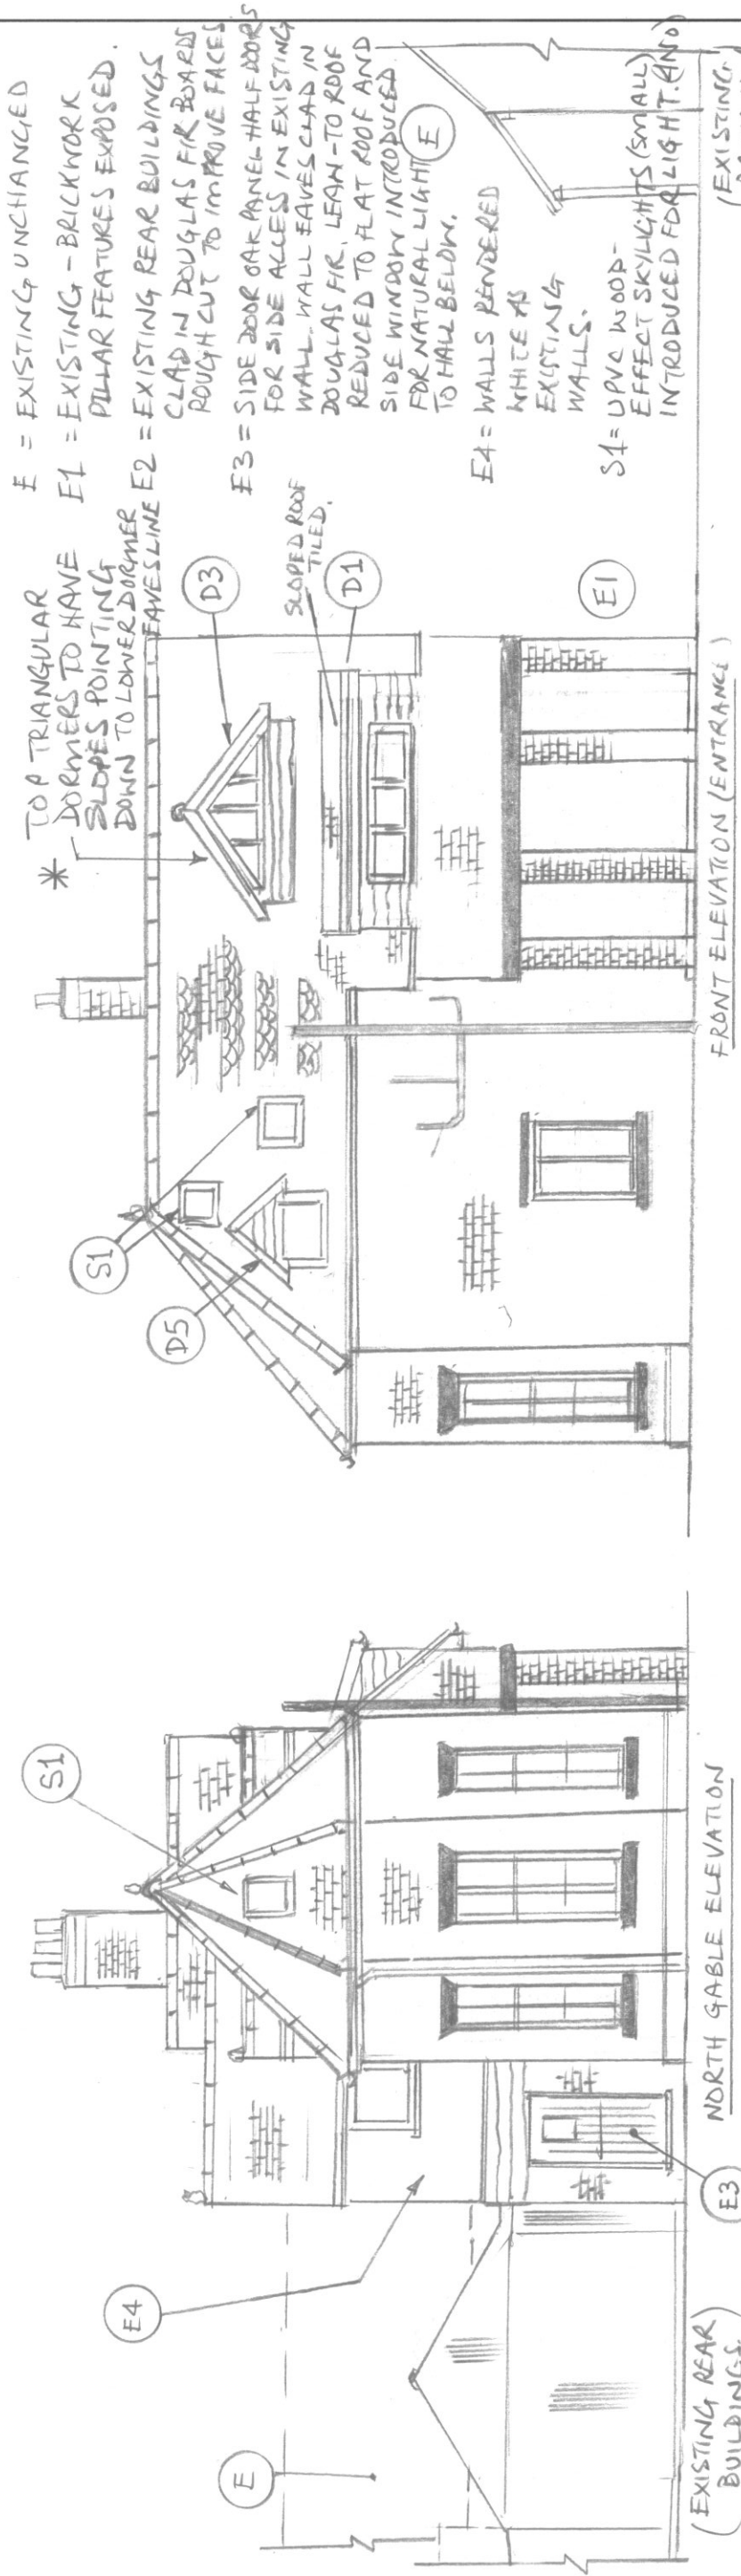 * TOP TRIANGULAR
DORMERS TO HAVE
SLOPES POINTING
DOWN TO LOWER DORMER
EAVESLINE
E = EXISTING UNCHANGED
E1 = EXISTING - BRICKWORK
PILLAR FEATURES EXPOSED.
E2 = EXISTING REAR BUILDINGS
CLAD IN DOUGLAS FIR BOARDS
ROUGH CUT TO IMPROVE FACES
E3 = SIDE DOOR OAK PANEL HALF DOORS
FOR SIDE ACCESS IN EXISTING
WALL. WALL EAVES CLAD IN
DOUGLAS FIR. LEAN-TO ROOF
REDUCED TO FLAT ROOF AND
SIDE WINDOW INTRODUCED
FOR NATURAL LIGHT
TO HALL BELOW.
E4 = WALLS RENDERED
WHITE AS
EXISTING
WALLS.
S1 = UPVC WOOD-
EFFECT SKYLIGHTS (SMALL)
INTRODUCED FOR LIGHT. (4NO)
S1
E4
E
E3
(EXISTING REAR
BUILDINGS)
NORTH GABLE ELEVATION
S1
D5
D3
SLOPED ROOF
TILED.
D1
E1
FRONT ELEVATION (ENTRANCE)
E
(EXISTING